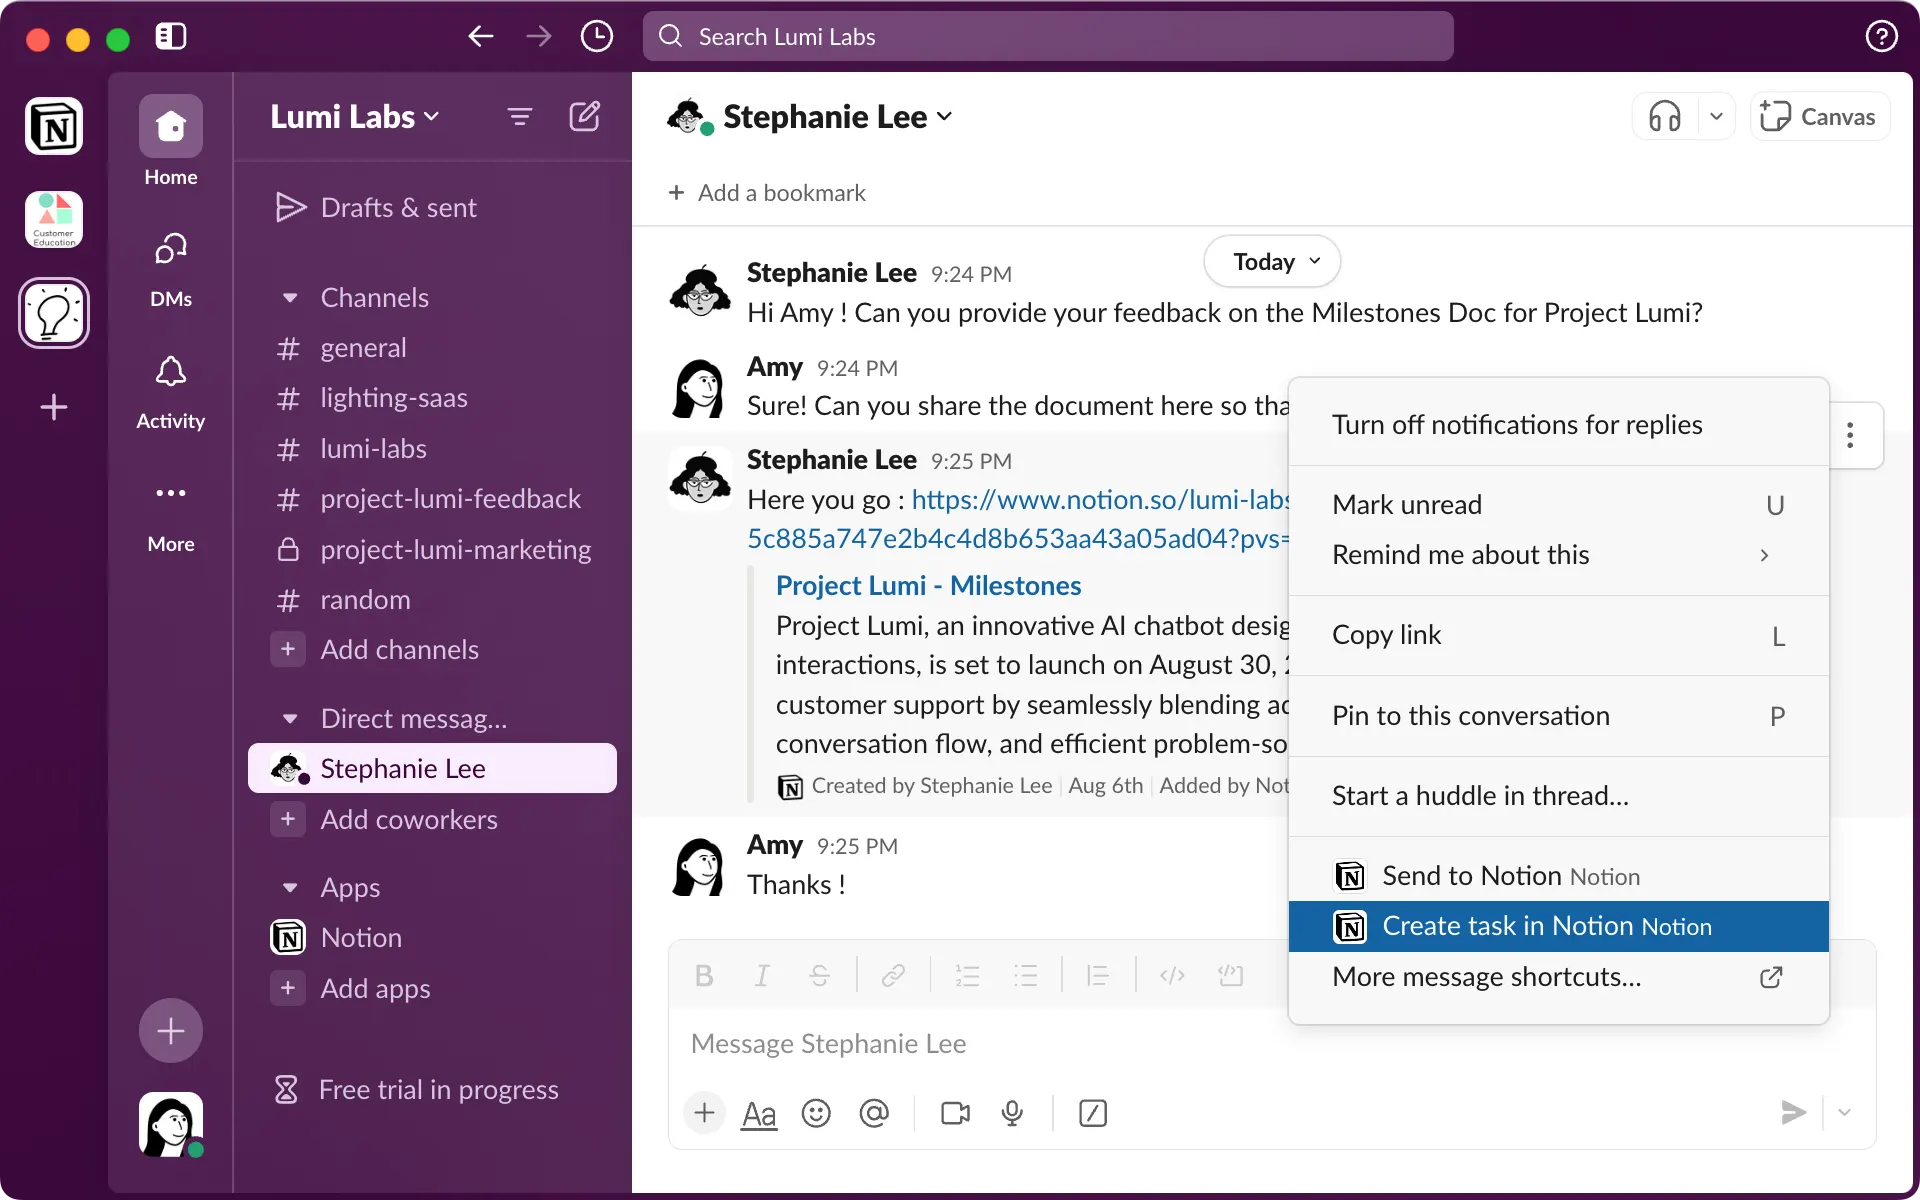 Search Lumi Labs
Customer
Education
Home
DMs
Activity
More
Lumi Labs
Drafts & sent
Channels
general
lighting-saas
lumi-labs
project-lumi-feedback
project-lumi-marketing
random
Add channels
Direct messag...
Stephanie Lee
Add coworkers
Apps
Notion
Add apps
Free trial in progress
Stephanie Lee
Canvas
+ Add a bookmark
Today
Stephanie Lee 9:24 PM
Hi Amy ! Can you provide your feedback on the Milestones Doc for Project Lumi?
Amy 9:24 PM
Sure! Can you share the document here so tha
Stephanie Lee 9:25 PM
Here you go : https://www.notion.so/lumi-labs
5c885a747e2b4c4d8b653aa43a05ad04?pvs=
Project Lumi - Milestones
Project Lumi, an innovative AI chatbot desig
interactions, is set to launch on August 30, 2
customer support by seamlessly blending ad
conversation flow, and efficient problem-so
Created by Stephanie Lee | Aug 6th | Added by Not
Amy 9:25 PM
Thanks !
Turn off notifications for replies
Mark unread U
Remind me about this
Copy link L
Pin to this conversation P
Start a huddle in thread...
Send to Notion Notion
Create task in Notion Notion
More message shortcuts...
B I S
Message Stephanie Lee
Aa